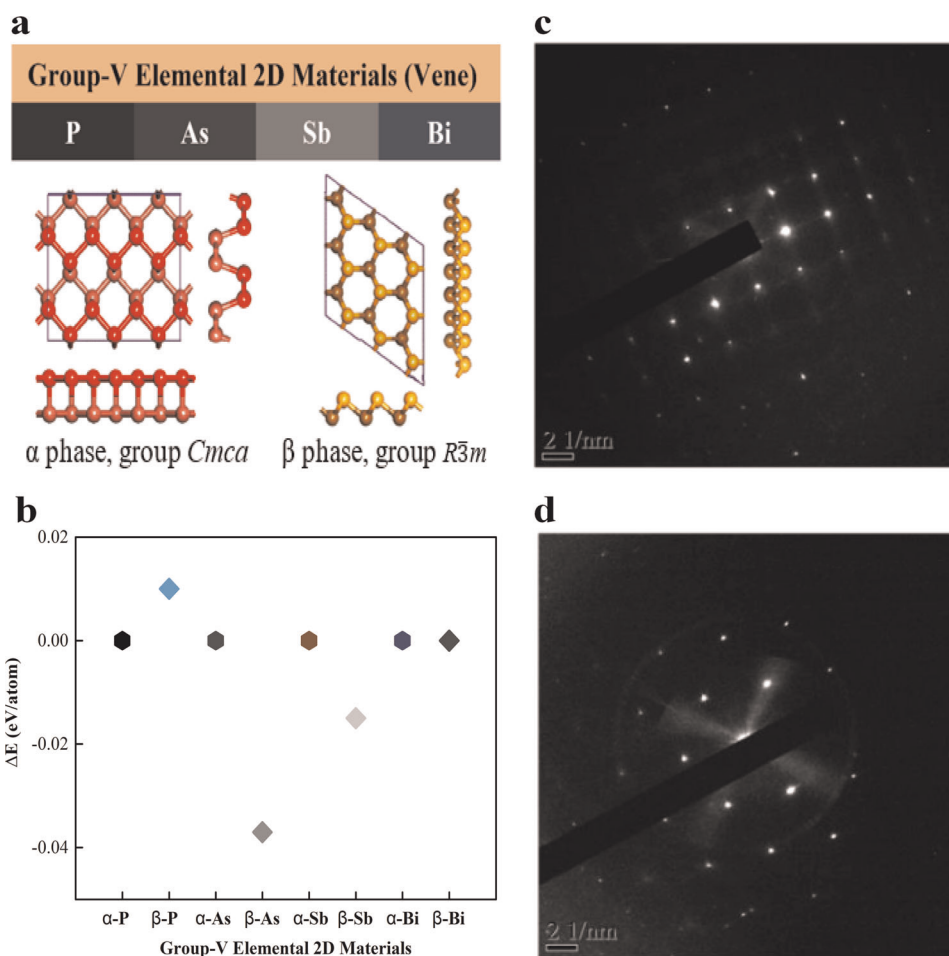 a
Group-V Elemental 2D Materials (Vene)
P As Sb Bi
α phase, group Cmca
β phase, group R3̅m
b
0.02
0.00
-0.02
-0.04
ΔE (eV/atom)
α-P β-P α-As β-As α-Sb β-Sb α-Bi β-Bi
Group-V Elemental 2D Materials
c
2 1/nm
d
2 1/nm